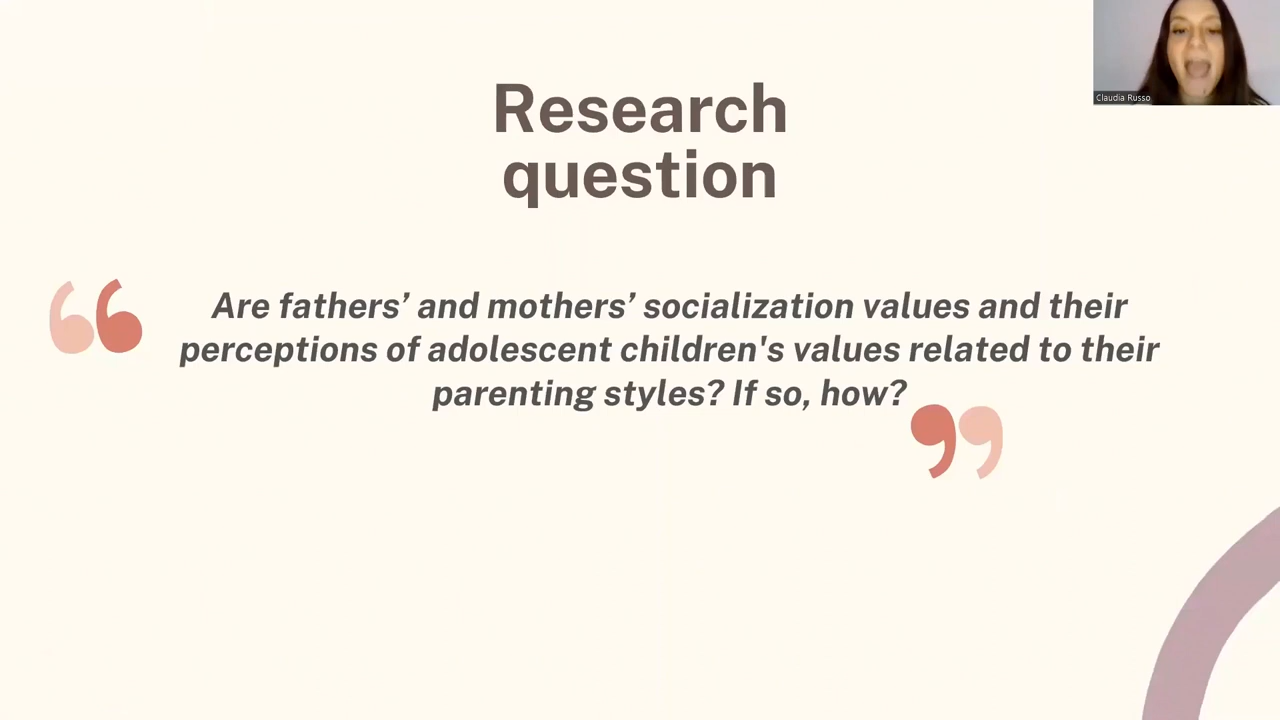 Claudia Russo
Research
question
Are fathers’ and mothers’ socialization values and their
perceptions of adolescent children's values related to their
parenting styles? If so, how?